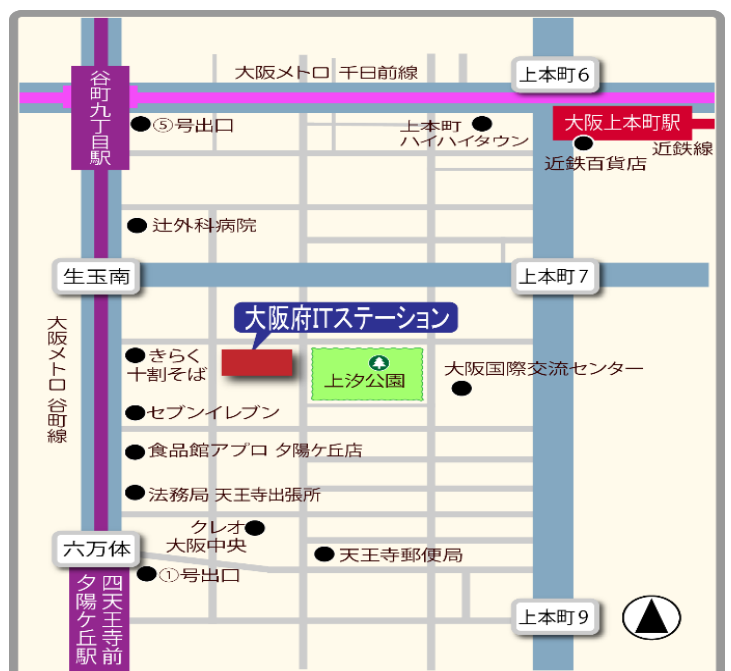 大阪メトロ 千日前線
上本町6
谷町九丁目駅
⑤号出口
上本町
ハイハイタウン
大阪上本町駅
近鉄線
近鉄百貨店
辻外科病院
生玉南
上本町7
大阪府ITステーション
大阪メトロ 谷町線
きらく
十割そば
上汐公園
大阪国際交流センター
セブンイレブン
食品館アプロ 夕陽ケ丘店
法務局 天王寺出張所
クレオ
大阪中央
六万体
天王寺郵便局
①号出口
四天王寺前
夕陽ケ丘駅
上本町9